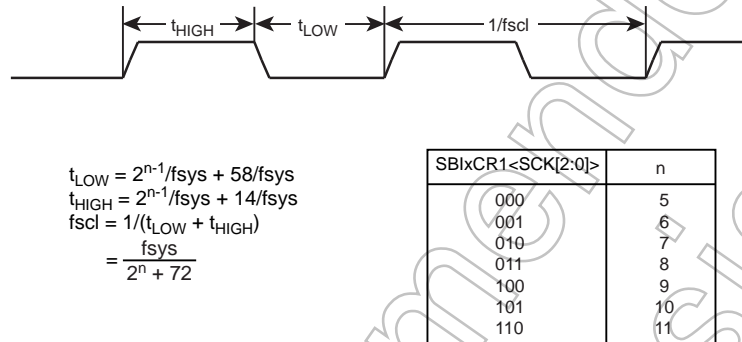 tHIGH tLOW 1/fscl
tLOW = 2n-1/fsys + 58/fsys
tHIGH = 2n-1/fsys + 14/fsys
fscl = 1/(tLOW + tHIGH)
= fsys
2n + 72
SBIxCR1<SCK[2:0]> n
000 5
001 6
010 7
011 8
100 9
101 10
110 11